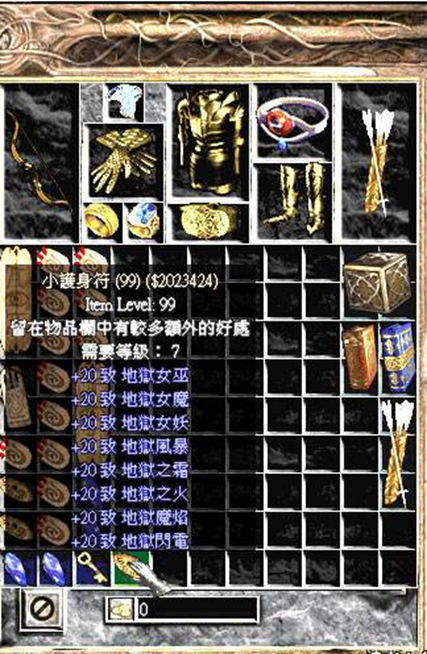 小護身符 (99) ($2023424)
Item Level: 99
留在物品欄中有較多額外的好處
需要等級： 7
+20 致 地獄女巫
+20 致 地獄女魔
+20 致 地獄女妖
+20 致 地獄風暴
+20 致 地獄之霜
+20 致 地獄之火
+20 致 地獄魔焰
+20 致 地獄閃電
0